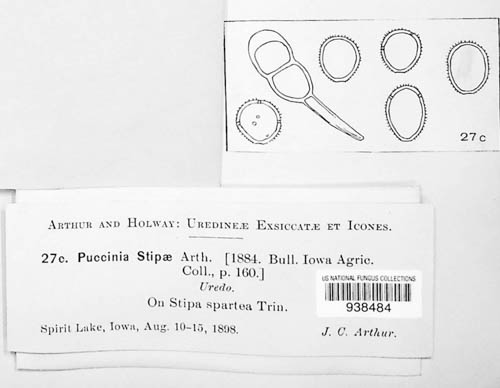 27c
ARTHUR AND HOLWAY: UREDINEÆ EXSICCATÆ ET ICONES.
27c. Puccinia Stipæ Arth. [1884. Bull. Iowa Agric.
Coll., p. 160.]
Uredo.
On Stipa spartea Trin.
Spirit Lake, Iowa, Aug. 10-15, 1898.
J. C. Arthur.
US NATIONAL FUNGUS COLLECTIONS
938484